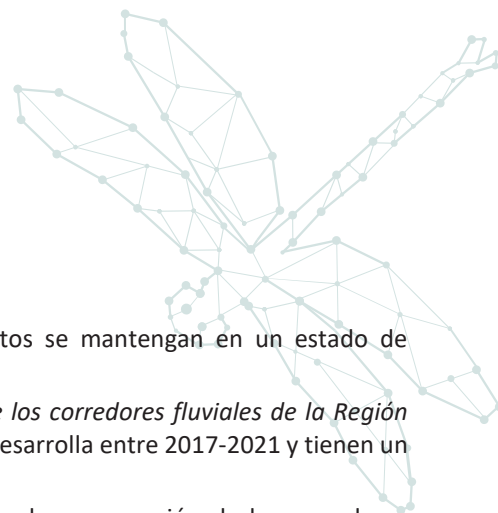 tos se mantengan en un estado de
e los corredores fluviales de la Región
esarrolla entre 2017-2021 y tienen un